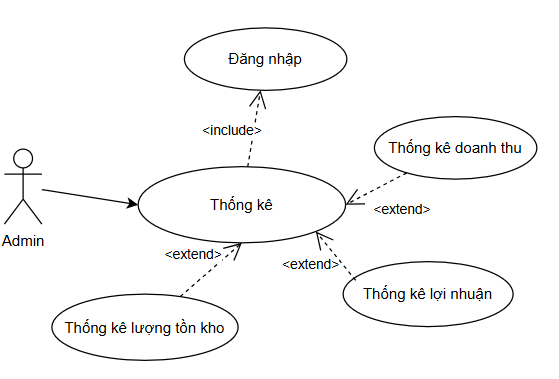 Đăng nhập
<include>
Thống kê doanh thu
Thống kê
<extend>
Admin
<extend>
<extend>
Thống kê lợi nhuận
Thống kê lượng tồn kho